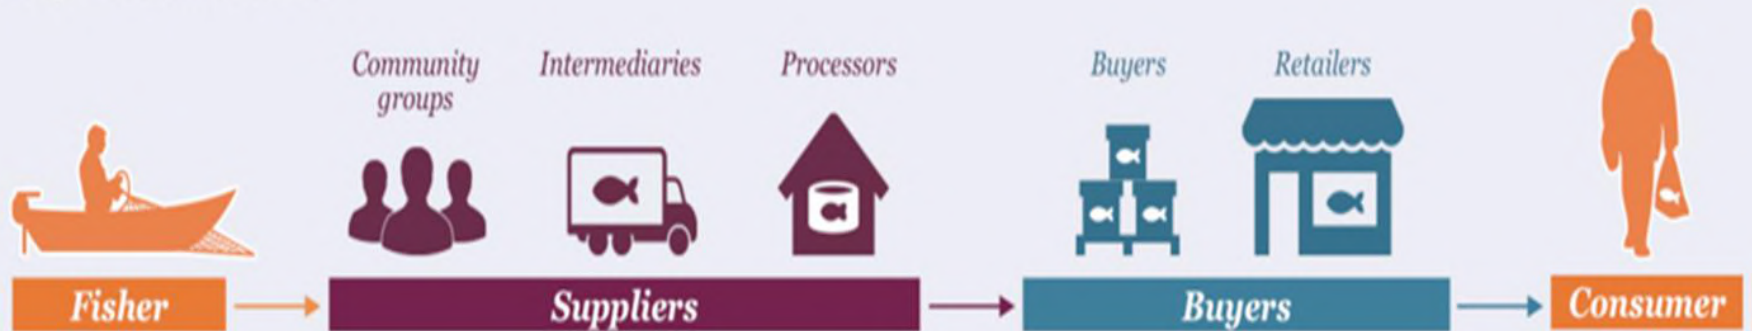 Community
groups
Intermediaries
Processors
Buyers
Retailers
Fisher
Suppliers
Buyers
Consumer